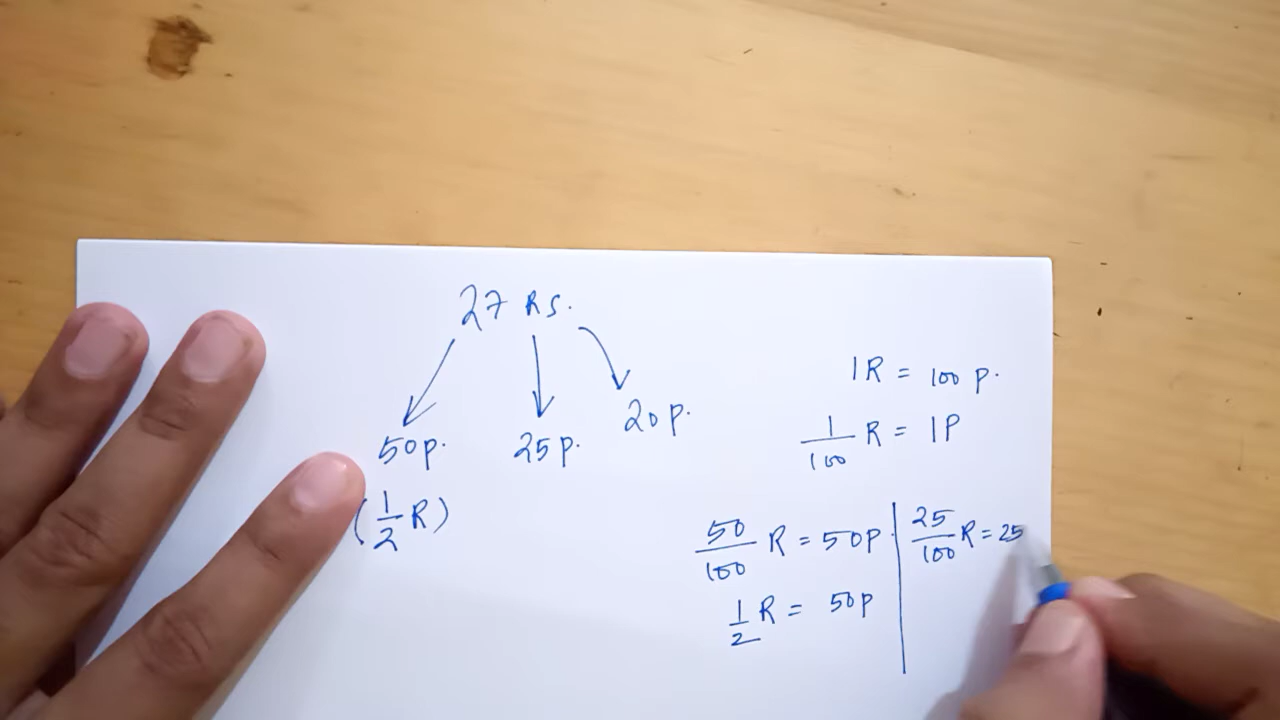 27 RS.
50p. 25p. 20p.
(1/2 R)
1R = 100 p.
1/100 R = 1P
50/100 R = 50p.
1/2 R = 50p
25/100 R = 25